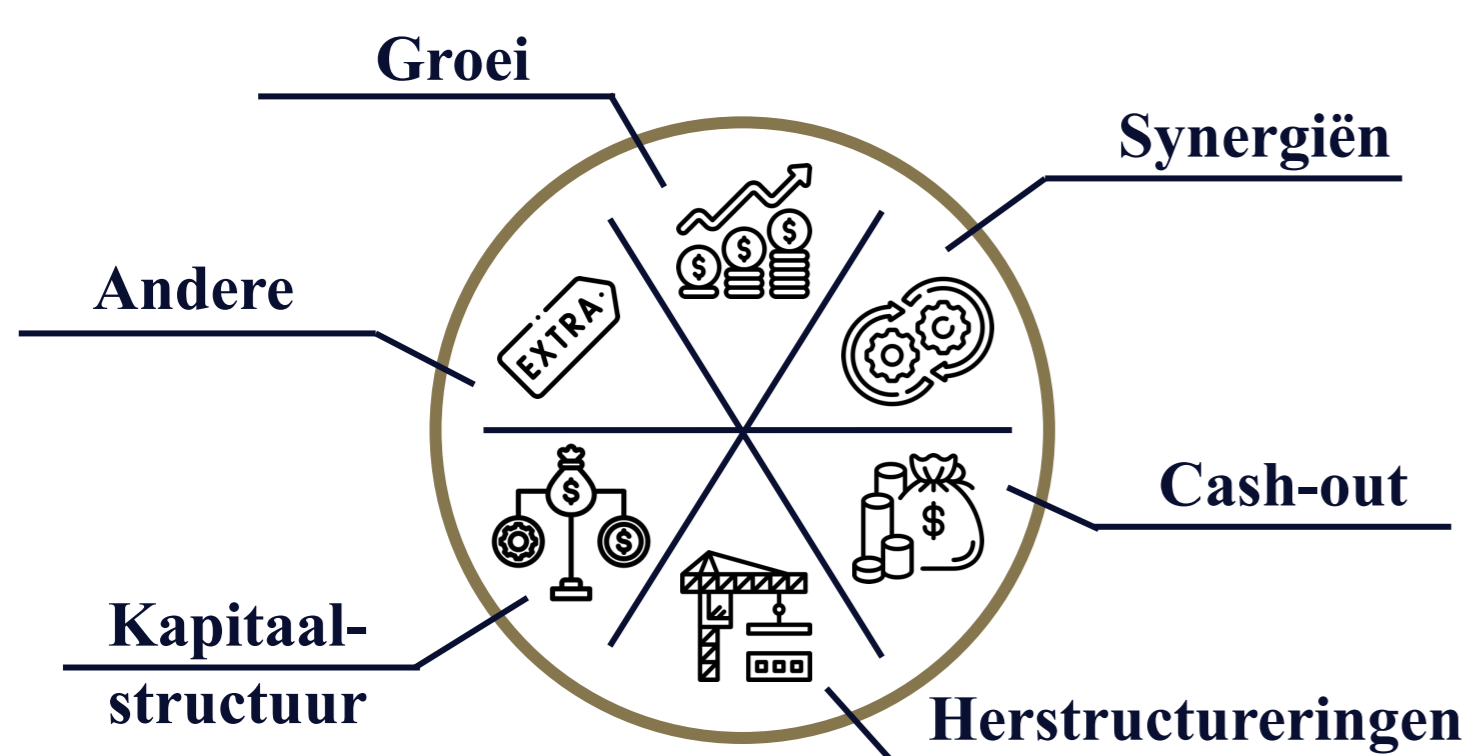 Groei
Synergiën
Andere
EXTRA
$
$
$
Cash-out
$
$
$
Kapitaal-
structuur
Herstructureringen